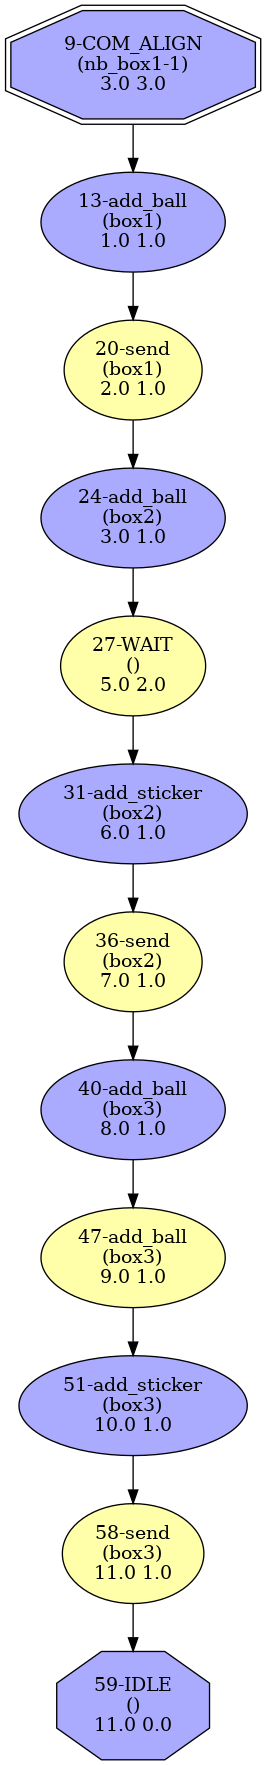 9-COM_ALIGN
(nb_box1-1)
3.0 3.0
13-add_ball
(box1)
1.0 1.0
20-send
(box1)
2.0 1.0
24-add_ball
(box2)
3.0 1.0
27-WAIT
()
5.0 2.0
31-add_sticker
(box2)
6.0 1.0
36-send
(box2)
7.0 1.0
40-add_ball
(box3)
8.0 1.0
47-add_ball
(box3)
9.0 1.0
51-add_sticker
(box3)
10.0 1.0
58-send
(box3)
11.0 1.0
59-IDLE
()
11.0 0.0